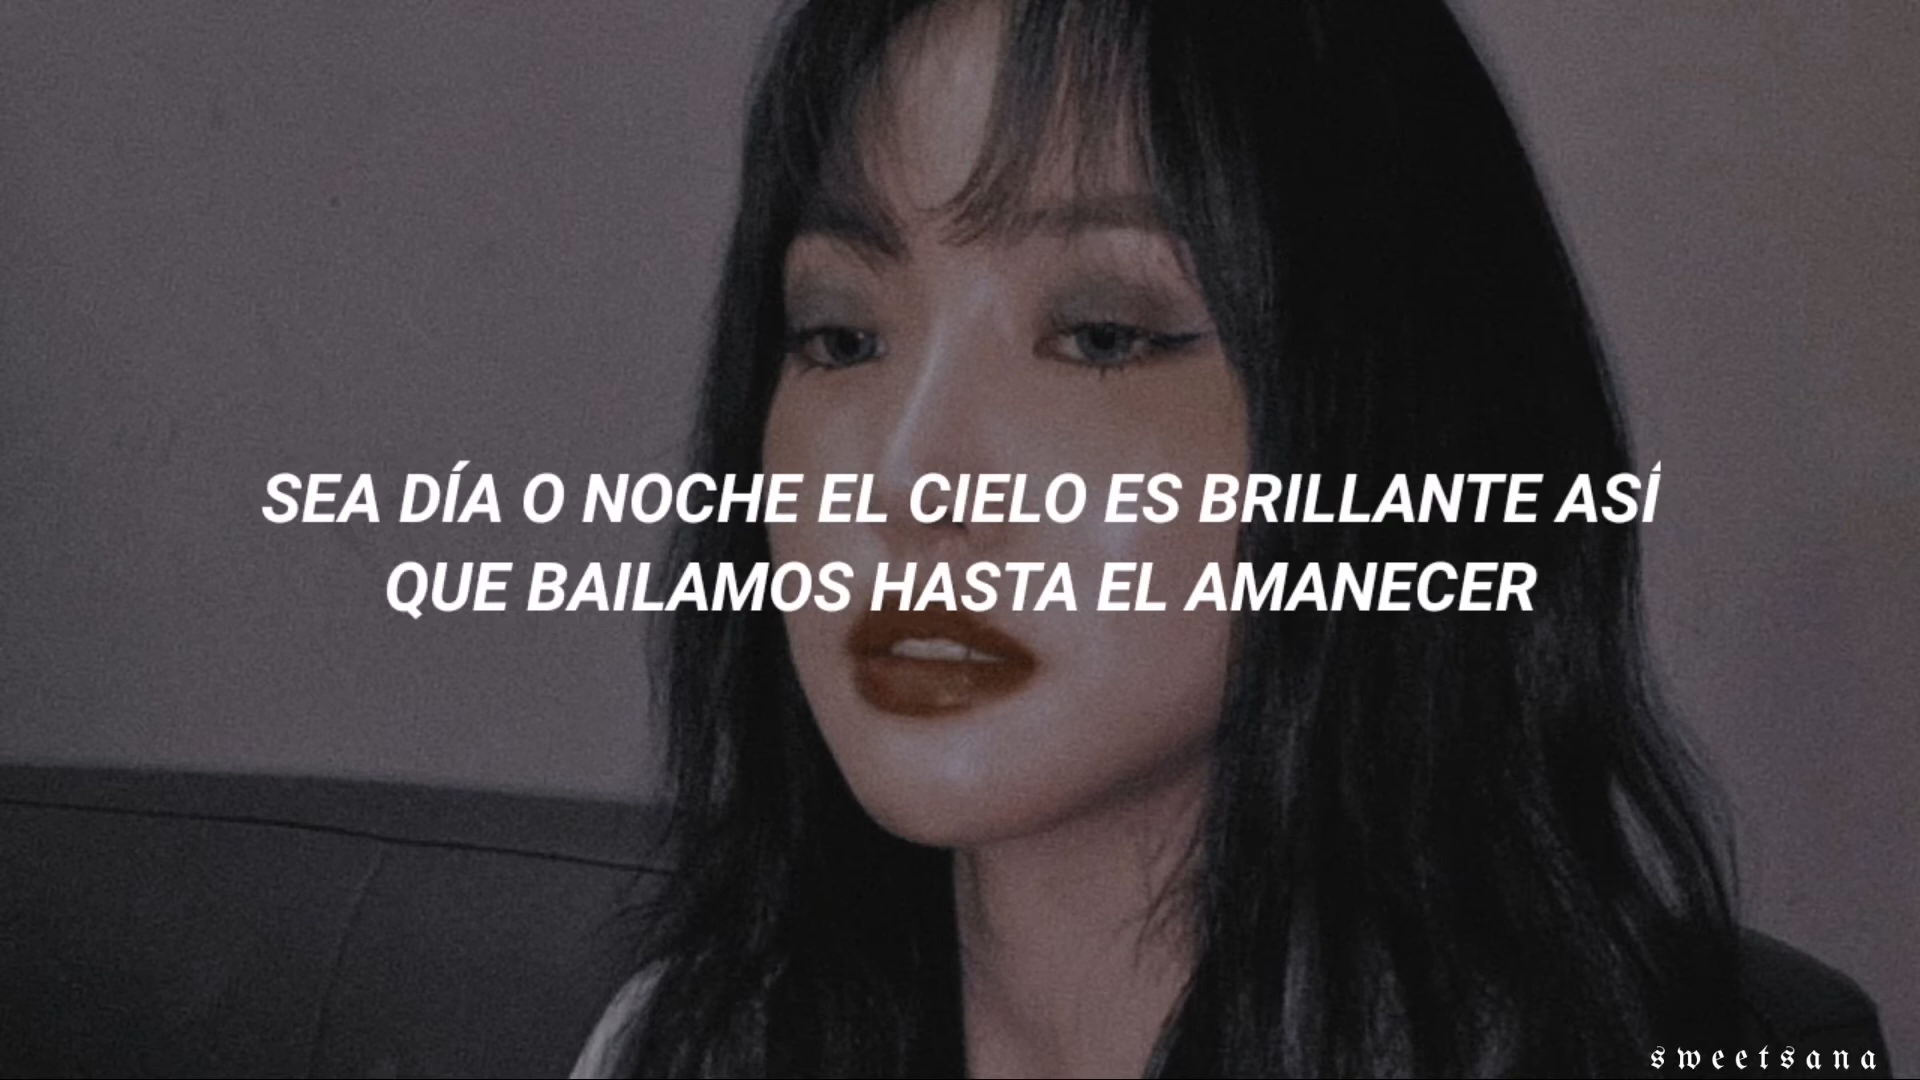 SEA DÍA O NOCHE EL CIELO ES BRILLANTE ASÍ
QUE BAILAMOS HASTA EL AMANECER
sweetsana